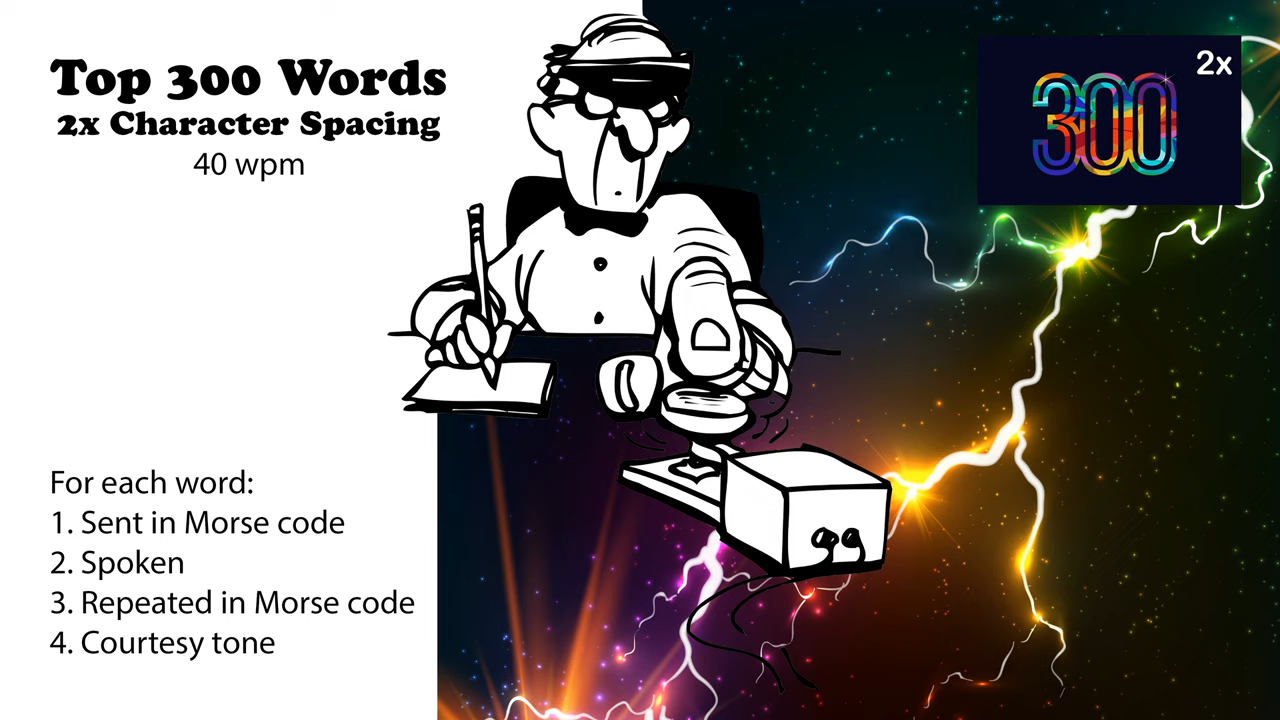 Top 300 Words
2x Character Spacing
40 wpm
2x
300
For each word:
1. Sent in Morse code
2. Spoken
3. Repeated in Morse code
4. Courtesy tone